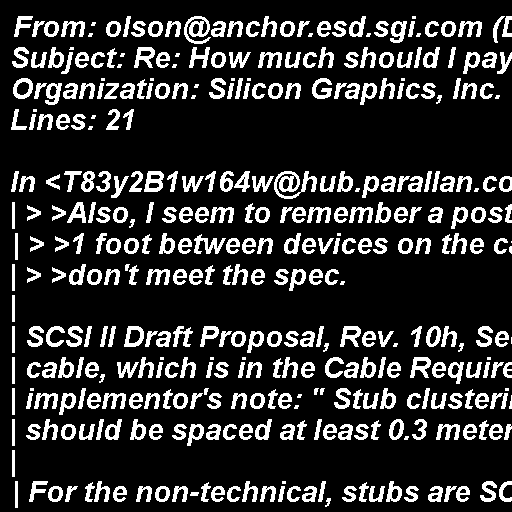 From: olson@anchor.esd.sgi.com (D
Subject: Re: How much should I pay
Organization: Silicon Graphics, Inc.
Lines: 21

In <T83y2B1w164w@hub.parallan.co
| > >Also, I seem to remember a post
| > >1 foot between devices on the ca
| > >don't meet the spec.
|
| SCSI II Draft Proposal, Rev. 10h, Sec
| cable, which is in the Cable Require
| implementor's note: " Stub clusterin
| should be spaced at least 0.3 meter
|
| For the non-technical, stubs are SC